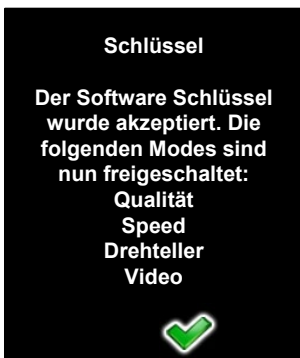 Schlüssel
Der Software Schlüssel
wurde akzeptiert. Die
folgenden Modes sind
nun freigeschaltet:
Qualität
Speed
Drehteller
Video